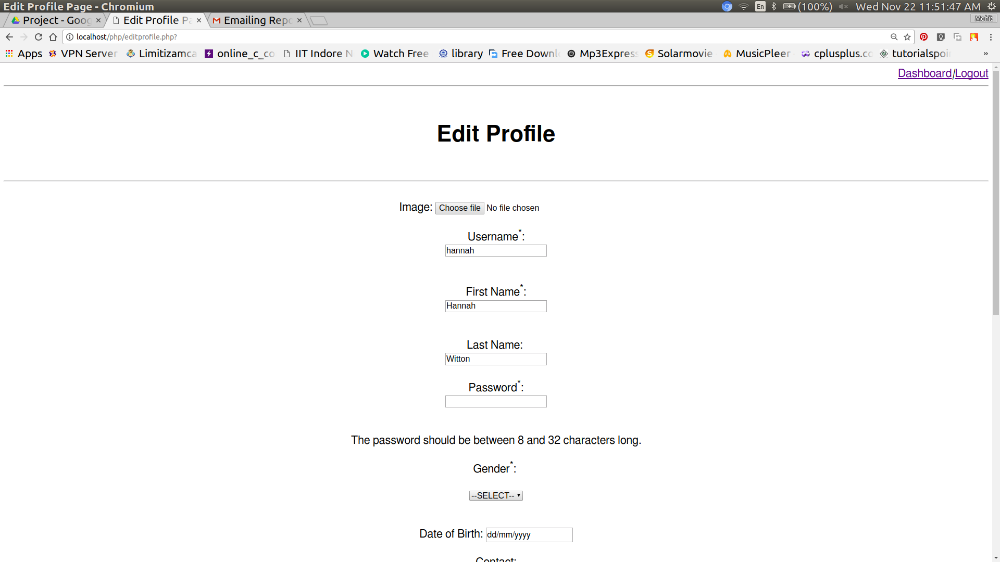 Edit Profile Page - Chromium
En (100%) Wed Nov 22 11:51:47 AM
Project - Goog Edit Profile Pa Emailing Repo Mohit
localhost/php/editprofile.php?
Apps VPN Server Limitizamca online_c_co IIT Indore N Watch Free library Free Downl Mp3Express Solarmovie MusicPleer cplusplus.co tutorialspoin »
Dashboard/Logout
Edit Profile
Image: Choose file No file chosen
Username*:
hannah
First Name*:
Hannah
Last Name:
Witton
Password*:
The password should be between 8 and 32 characters long.
Gender*:
--SELECT--
Date of Birth: dd/mm/yyyy
Contact: